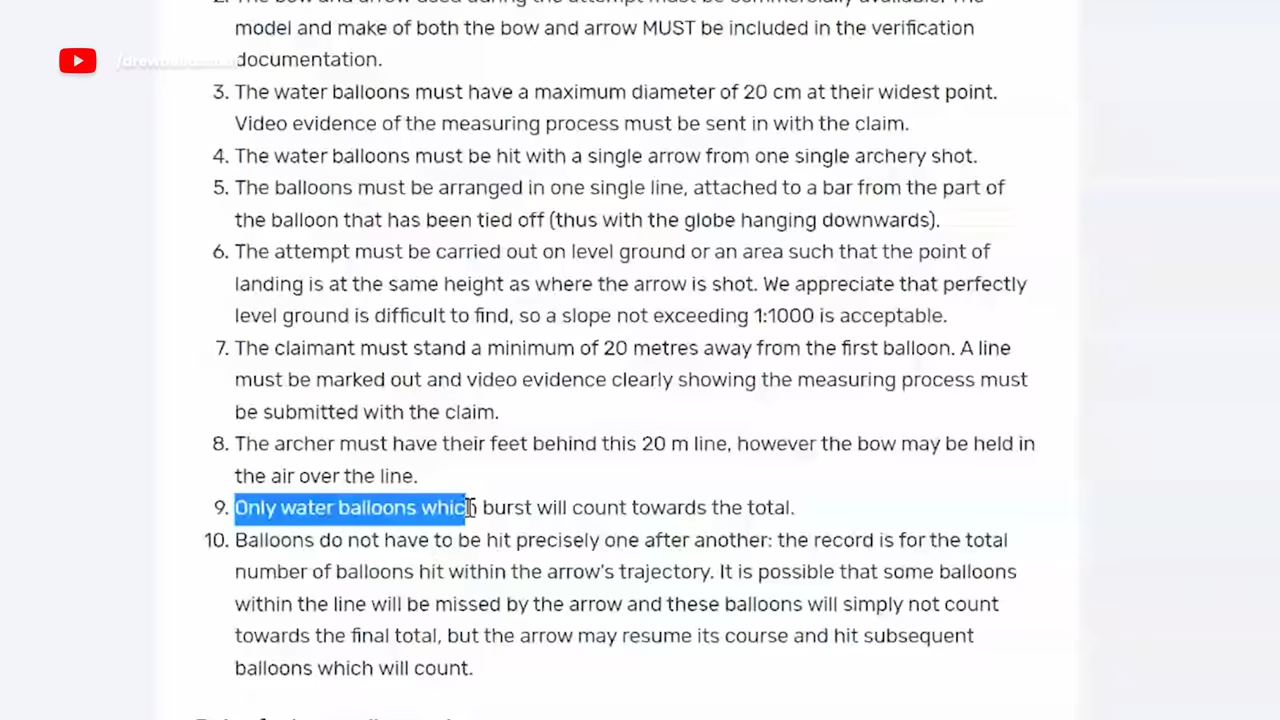 model and make of both the bow and arrow MUST be included in the verification
documentation.
3. The water balloons must have a maximum diameter of 20 cm at their widest point.
Video evidence of the measuring process must be sent in with the claim.
4. The water balloons must be hit with a single arrow from one single archery shot.
5. The balloons must be arranged in one single line, attached to a bar from the part of
the balloon that has been tied off (thus with the globe hanging downwards).
6. The attempt must be carried out on level ground or an area such that the point of
landing is at the same height as where the arrow is shot. We appreciate that perfectly
level ground is difficult to find, so a slope not exceeding 1:1000 is acceptable.
7. The claimant must stand a minimum of 20 metres away from the first balloon. A line
must be marked out and video evidence clearly showing the measuring process must
be submitted with the claim.
8. The archer must have their feet behind this 20 m line, however the bow may be held in
the air over the line.
9. Only water balloons which burst will count towards the total.
10. Balloons do not have to be hit precisely one after another: the record is for the total
number of balloons hit within the arrow's trajectory. It is possible that some balloons
within the line will be missed by the arrow and these balloons will simply not count
towards the final total, but the arrow may resume its course and hit subsequent
balloons which will count.